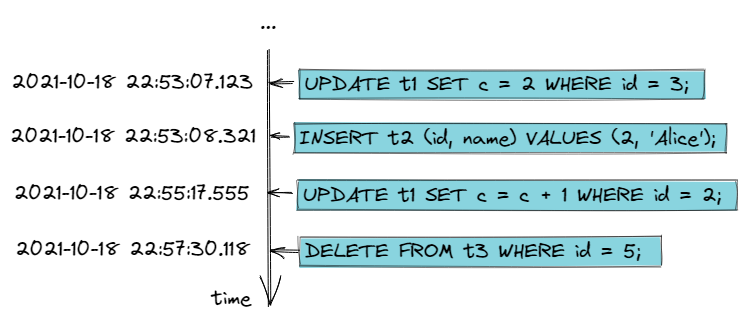 ...
2021-10-18 22:53:07.123 UPDATE t1 SET c = 2 WHERE id = 3;
2021-10-18 22:53:08.321 INSERT t2 (id, name) VALUES (2, 'Alice');
2021-10-18 22:55:17.555 UPDATE t1 SET c = c + 1 WHERE id = 2;
2021-10-18 22:57:30.118 DELETE FROM t3 WHERE id = 5;
time